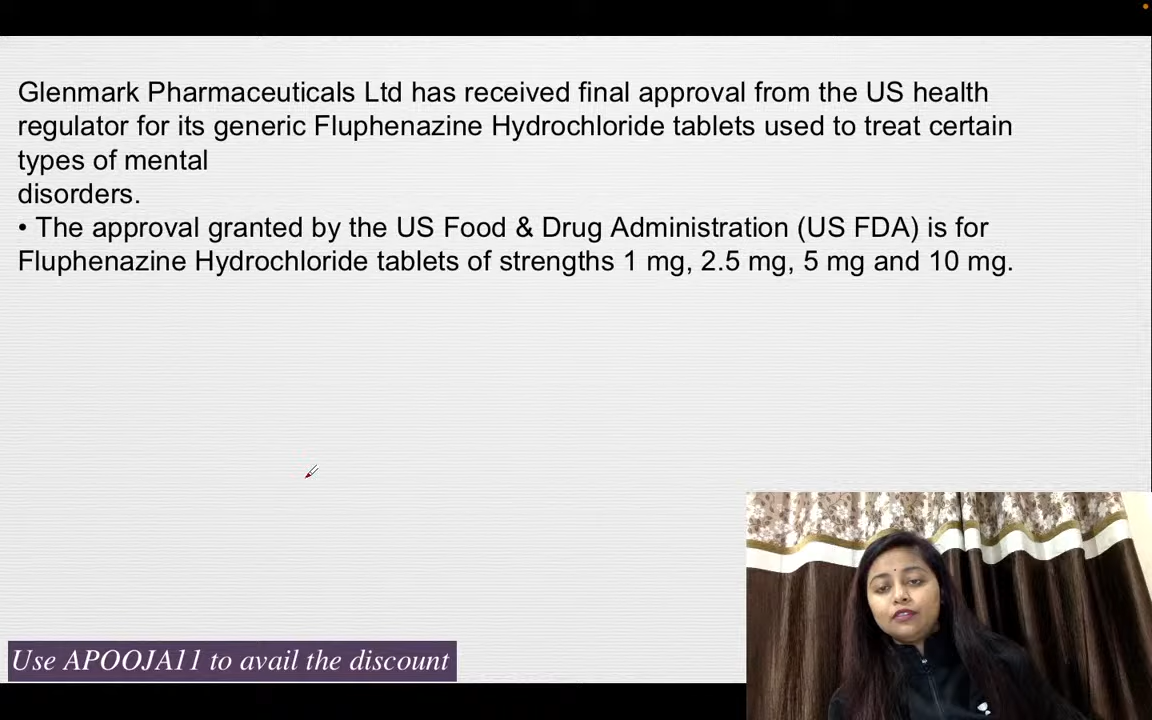 Glenmark Pharmaceuticals Ltd has received final approval from the US health
regulator for its generic Fluphenazine Hydrochloride tablets used to treat certain
types of mental
disorders.
• The approval granted by the US Food & Drug Administration (US FDA) is for
Fluphenazine Hydrochloride tablets of strengths 1 mg, 2.5 mg, 5 mg and 10 mg.
Use APOOJA11 to avail the discount